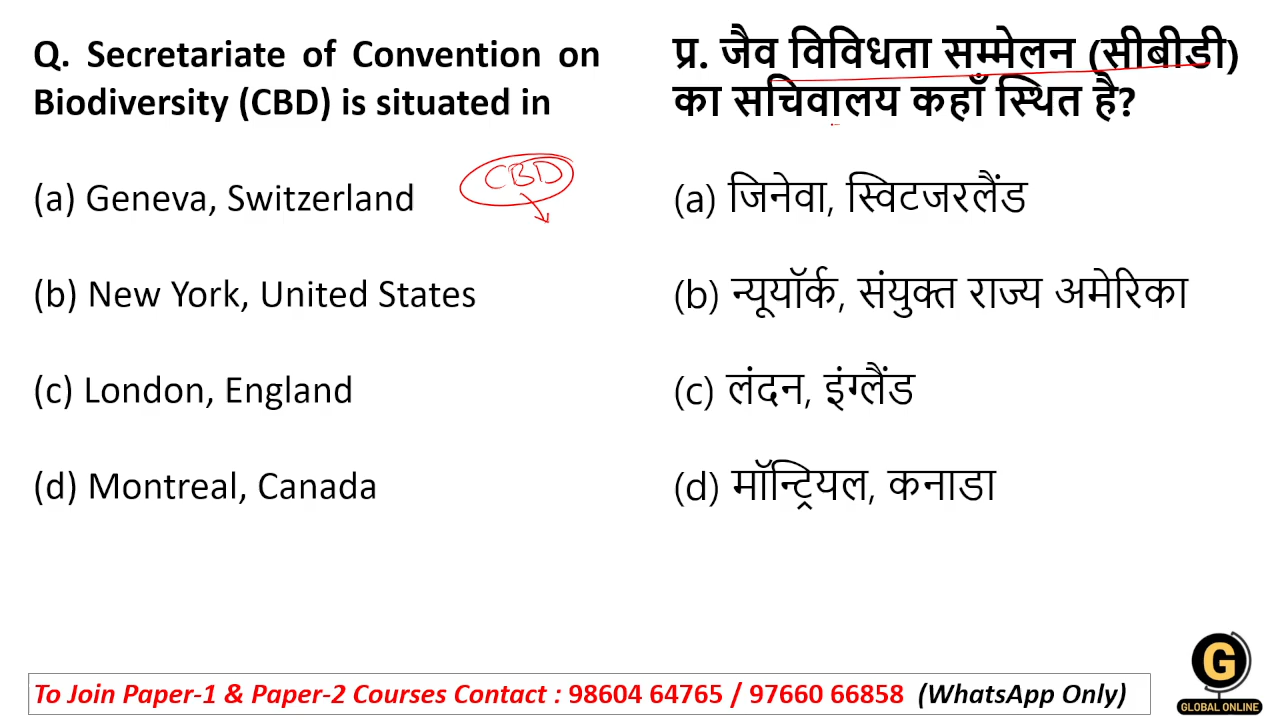 Q. Secretariate of Convention on
Biodiversity (CBD) is situated in
(a) Geneva, Switzerland
CBD
(b) New York, United States
(c) London, England
(d) Montreal, Canada
प्र. जैव विविधता सम्मेलन (सीबीडी)
का सचिवालय कहाँ स्थित है?
(a) जिनेवा, स्विटजरलैंड
(b) न्यूयॉर्क, संयुक्त राज्य अमेरिका
(c) लंदन, इंग्लैंड
(d) मॉन्ट्रियल, कनाडा
To Join Paper-1 & Paper-2 Courses Contact : 98604 64765 / 97660 66858 (WhatsApp Only)
G
GLOBAL ONLINE